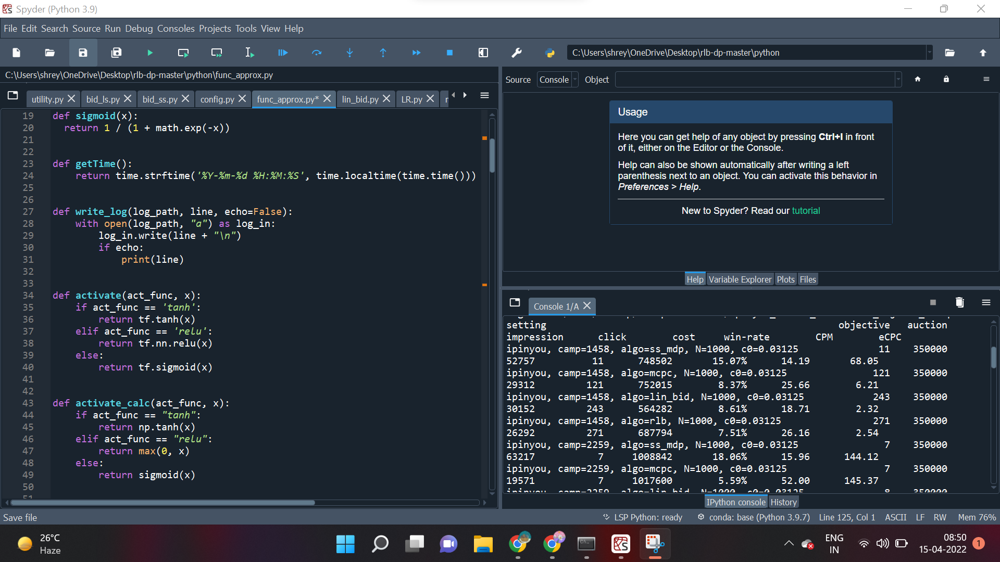 Spyder (Python 3.9)
File Edit Search Source Run Debug Consoles Projects Tools View Help
C:\Users\shrey\OneDrive\Desktop\rlb-dp-master\python
C:\Users\shrey\OneDrive\Desktop\rlb-dp-master\python\func_approx.py
utility.py bid_ls.py bid_ss.py config.py func_approx.py* lin_bid.py LR.py
19 def sigmoid(x):
20 return 1 / (1 + math.exp(-x))
21
22
23 def getTime():
24 return time.strftime('%Y-%m-%d %H:%M:%S', time.localtime(time.time()))
25
26
27 def write_log(log_path, line, echo=False):
28 with open(log_path, "a") as log_in:
29 log_in.write(line + "\n")
30 if echo:
31 print(line)
32
33
34 def activate(act_func, x):
35 if act_func == 'tanh':
36 return tf.tanh(x)
37 elif act_func == 'relu':
38 return tf.nn.relu(x)
39 else:
40 return tf.sigmoid(x)
41
42
43 def activate_calc(act_func, x):
44 if act_func == "tanh":
45 return np.tanh(x)
46 elif act_func == "relu":
47 return max(0, x)
48 else:
49 return sigmoid(x)
50
51
Source Console Object
Usage
Here you can get help of any object by pressing Ctrl+I in front
of it, either on the Editor or the Console.
Help can also be shown automatically after writing a left
parenthesis next to an object. You can activate this behavior in
Preferences > Help.
New to Spyder? Read our tutorial
Help Variable Explorer Plots Files
Console 1/A
setting objective auction
impression click cost win-rate CPM eCPC
ipinyou, camp=1458, algo=ss_mdp, N=1000, c0=0.03125 11 350000
52757 11 748502 15.07% 14.19 68.05
ipinyou, camp=1458, algo=mcpc, N=1000, c0=0.03125 121 350000
29312 121 752015 8.37% 25.66 6.21
ipinyou, camp=1458, algo=lin_bid, N=1000, c0=0.03125 243 350000
30152 243 564282 8.61% 18.71 2.32
ipinyou, camp=1458, algo=rlb, N=1000, c0=0.03125 271 350000
26292 271 687794 7.51% 26.16 2.54
ipinyou, camp=2259, algo=ss_mdp, N=1000, c0=0.03125 7 350000
63217 7 1008842 18.06% 15.96 144.12
ipinyou, camp=2259, algo=mcpc, N=1000, c0=0.03125 7 350000
19571 7 1017600 5.59% 52.00 145.37
ipinyou, camp=2259, algo=lin_bid, N=1000, c0=0.03125 8 350000
IPython console History
Save file
LSP Python: ready conda: base (Python 3.9.7) Line 125, Col 1 ASCII LF RW Mem 76%
26°C
Haze
ENG
IN
08:50
15-04-2022
1